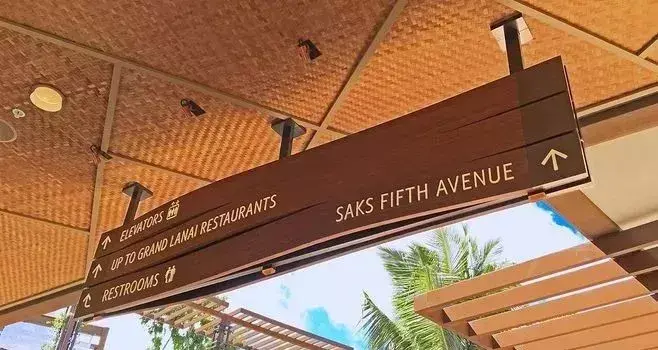 ELEVATORS
UP TO GRAND LANAI RESTAURANTS
RESTROOMS
SAKS FIFTH AVENUE